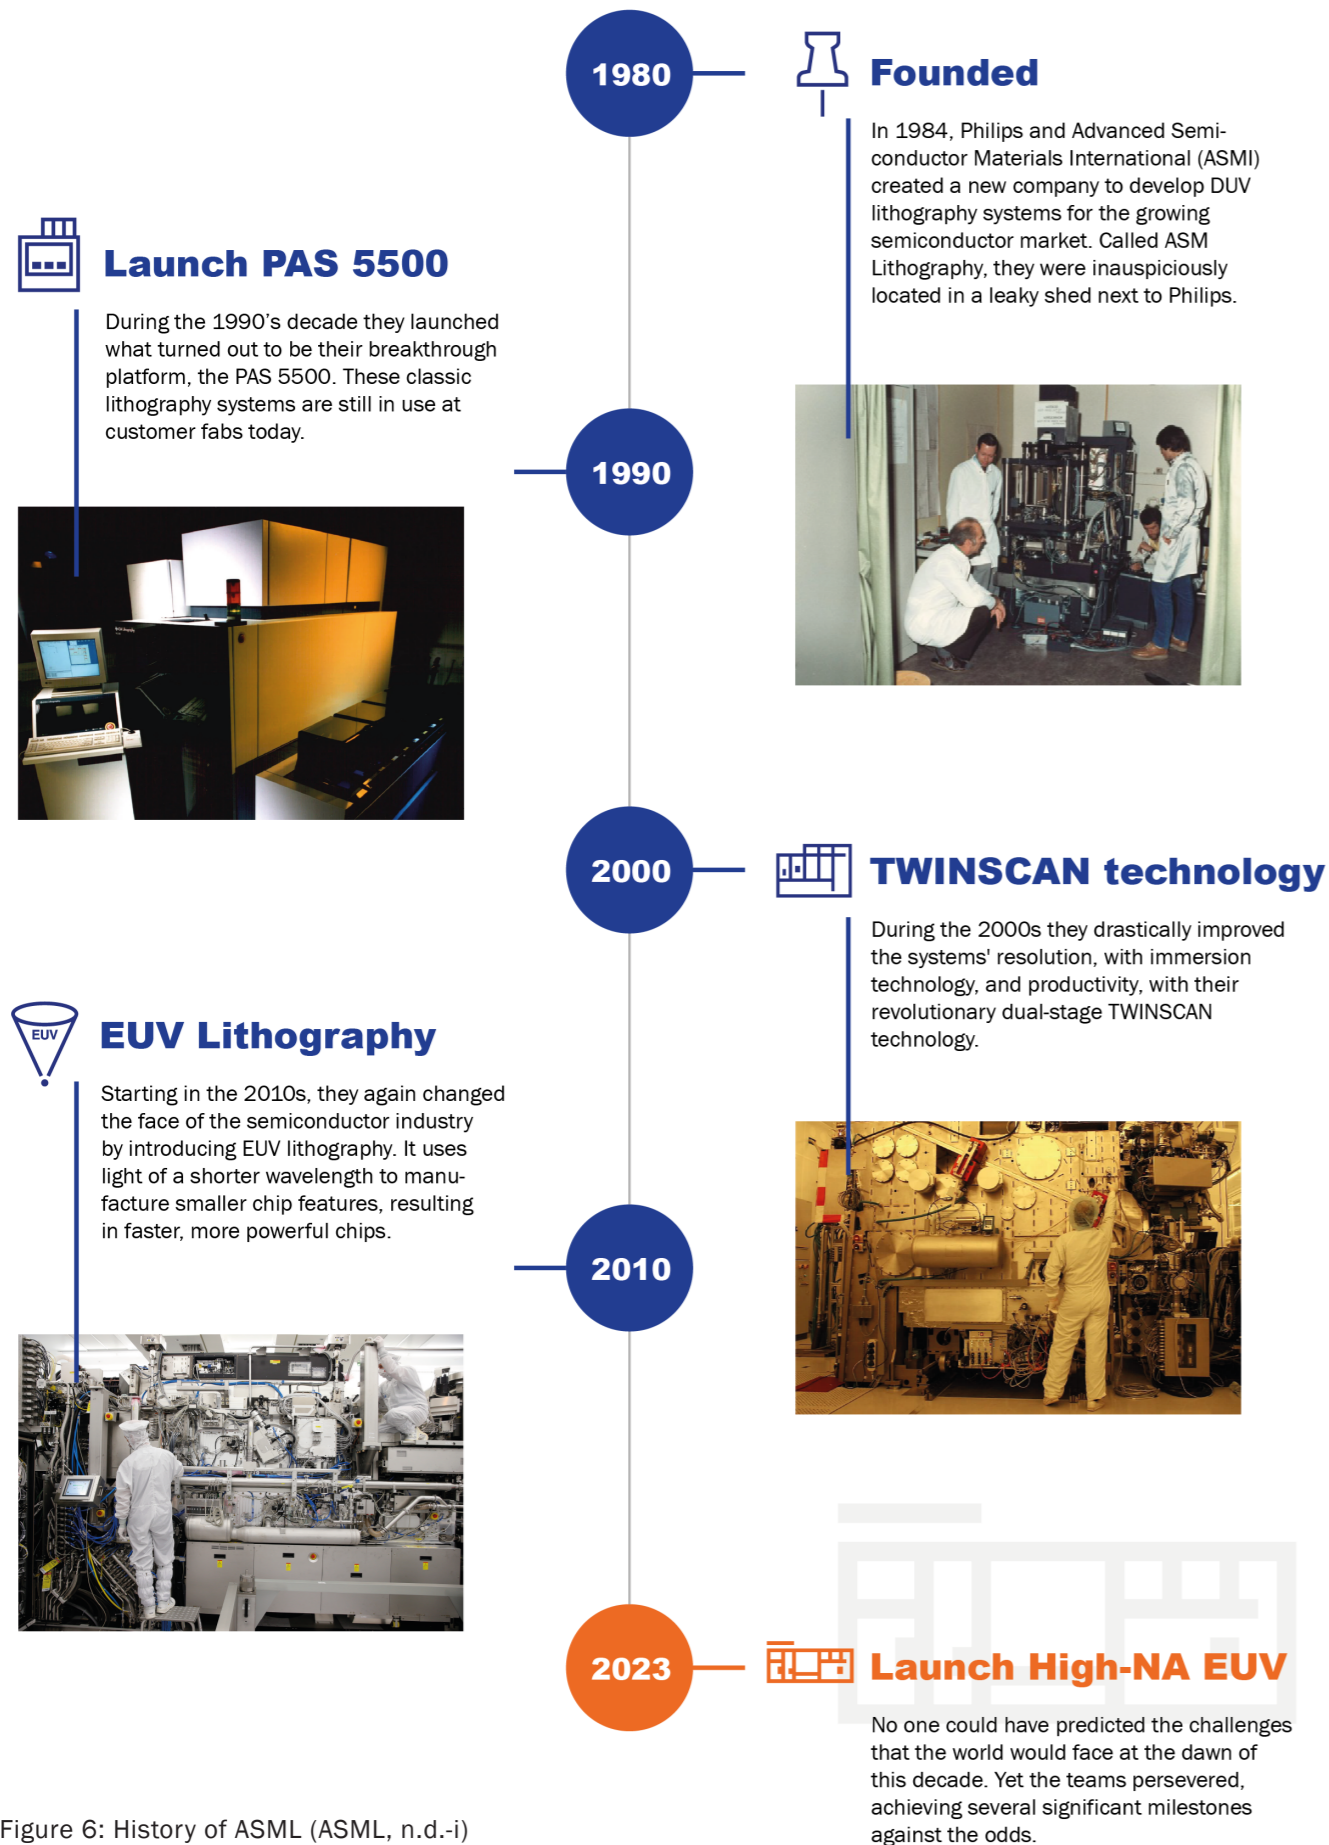 1980
Founded
In 1984, Philips and Advanced Semi-
conductor Materials International (ASMI)
created a new company to develop DUV
lithography systems for the growing
semiconductor market. Called ASM
Lithography, they were inauspiciously
located in a leaky shed next to Philips.
Launch PAS 5500
During the 1990’s decade they launched
what turned out to be their breakthrough
platform, the PAS 5500. These classic
lithography systems are still in use at
customer fabs today.
1990
2000
TWINSCAN technology
During the 2000s they drastically improved
the systems' resolution, with immersion
technology, and productivity, with their
revolutionary dual-stage TWINSCAN
technology.
EUV
EUV Lithography
Starting in the 2010s, they again changed
the face of the semiconductor industry
by introducing EUV lithography. It uses
light of a shorter wavelength to manu-
facture smaller chip features, resulting
in faster, more powerful chips.
2010
2023
Launch High-NA EUV
No one could have predicted the challenges
that the world would face at the dawn of
this decade. Yet the teams persevered,
achieving several significant milestones
against the odds.
Figure 6: History of ASML (ASML, n.d.-i)